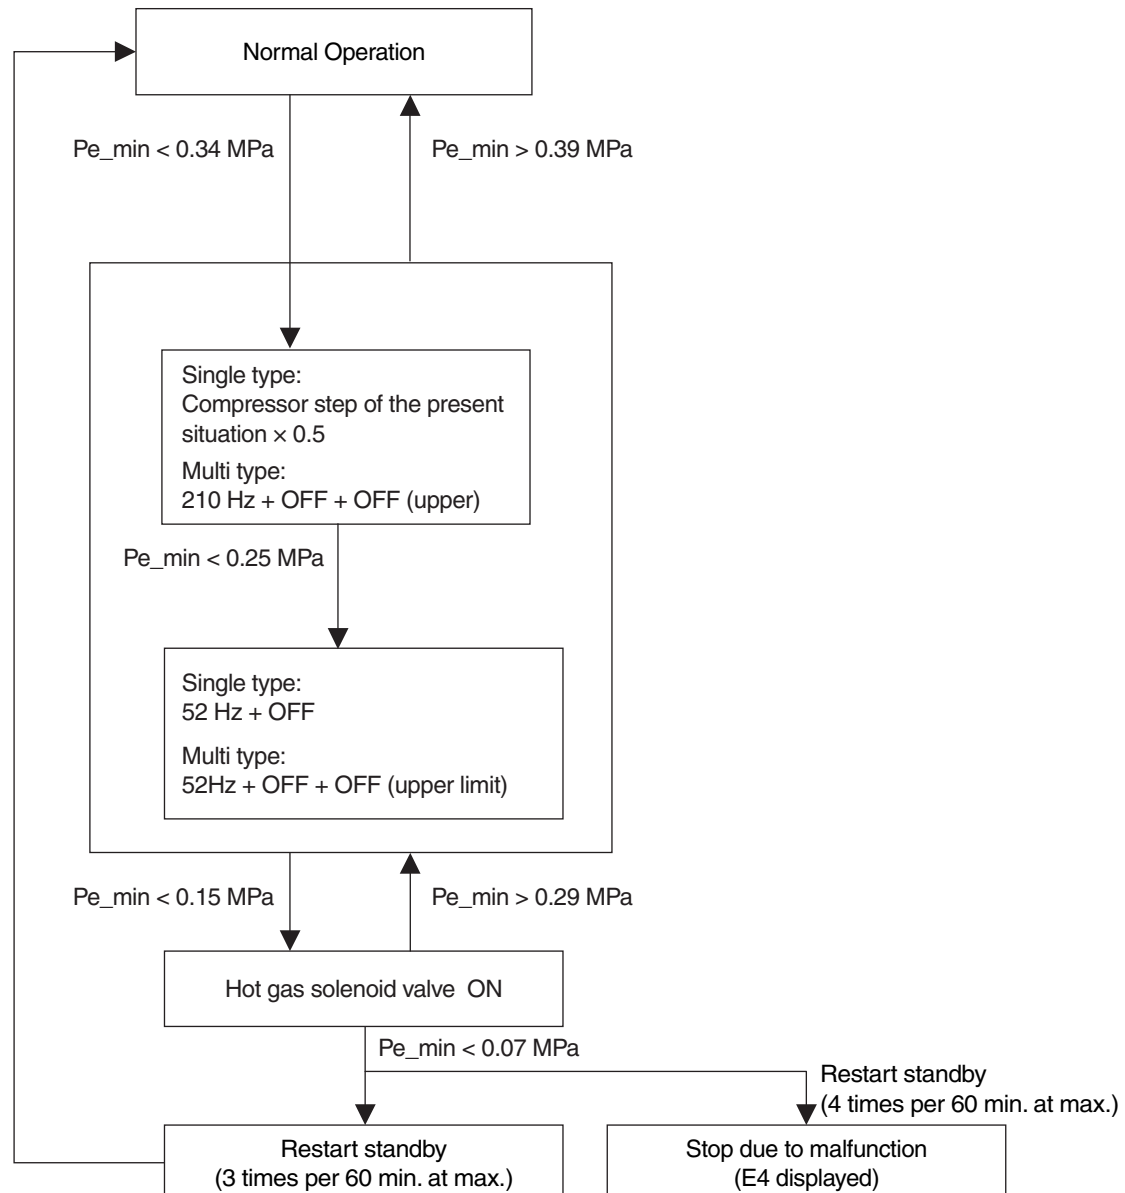 Normal Operation
Pe_min < 0.34 MPa
Pe_min > 0.39 MPa
Single type:
Compressor step of the present
situation × 0.5
Multi type:
210 Hz + OFF + OFF (upper)
Pe_min < 0.25 MPa
Single type:
52 Hz + OFF
Multi type:
52Hz + OFF + OFF (upper limit)
Pe_min < 0.15 MPa
Pe_min > 0.29 MPa
Hot gas solenoid valve  ON
Pe_min < 0.07 MPa
Restart standby
(4 times per 60 min. at max.)
Restart standby
(3 times per 60 min. at max.)
Stop due to malfunction
(E4 displayed)